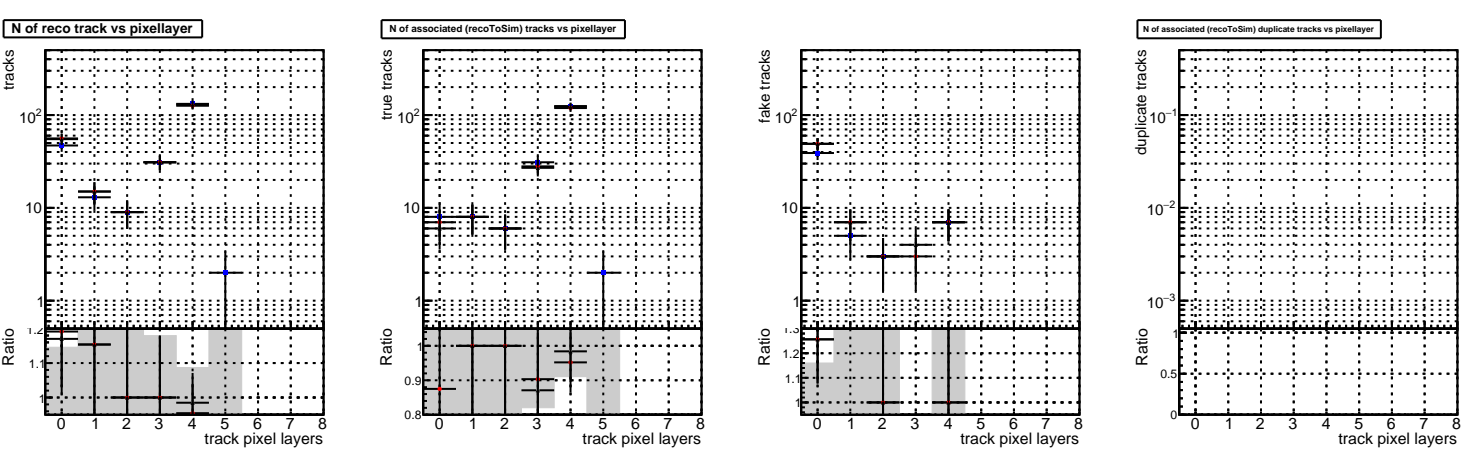 N of reco track vs pixellayer
tracks
10²
10
1
Ratio
1.2
1.1
1
0 1 2 3 4 5 6 7 8
track pixel layers
N of associated (recoToSim) tracks vs pixellayer
true tracks
10²
10
1
Ratio
1
0.9
0.8
0 1 2 3 4 5 6 7 8
track pixel layers
fake tracks
10²
10
1
Ratio
1.3
1.2
1.1
1
0 1 2 3 4 5 6 7 8
track pixel layers
N of associated (recoToSim) duplicate tracks vs pixellayer
duplicate tracks
10⁻¹
10⁻²
10⁻³
Ratio
1
0.5
0
0 1 2 3 4 5 6 7 8
track pixel layers